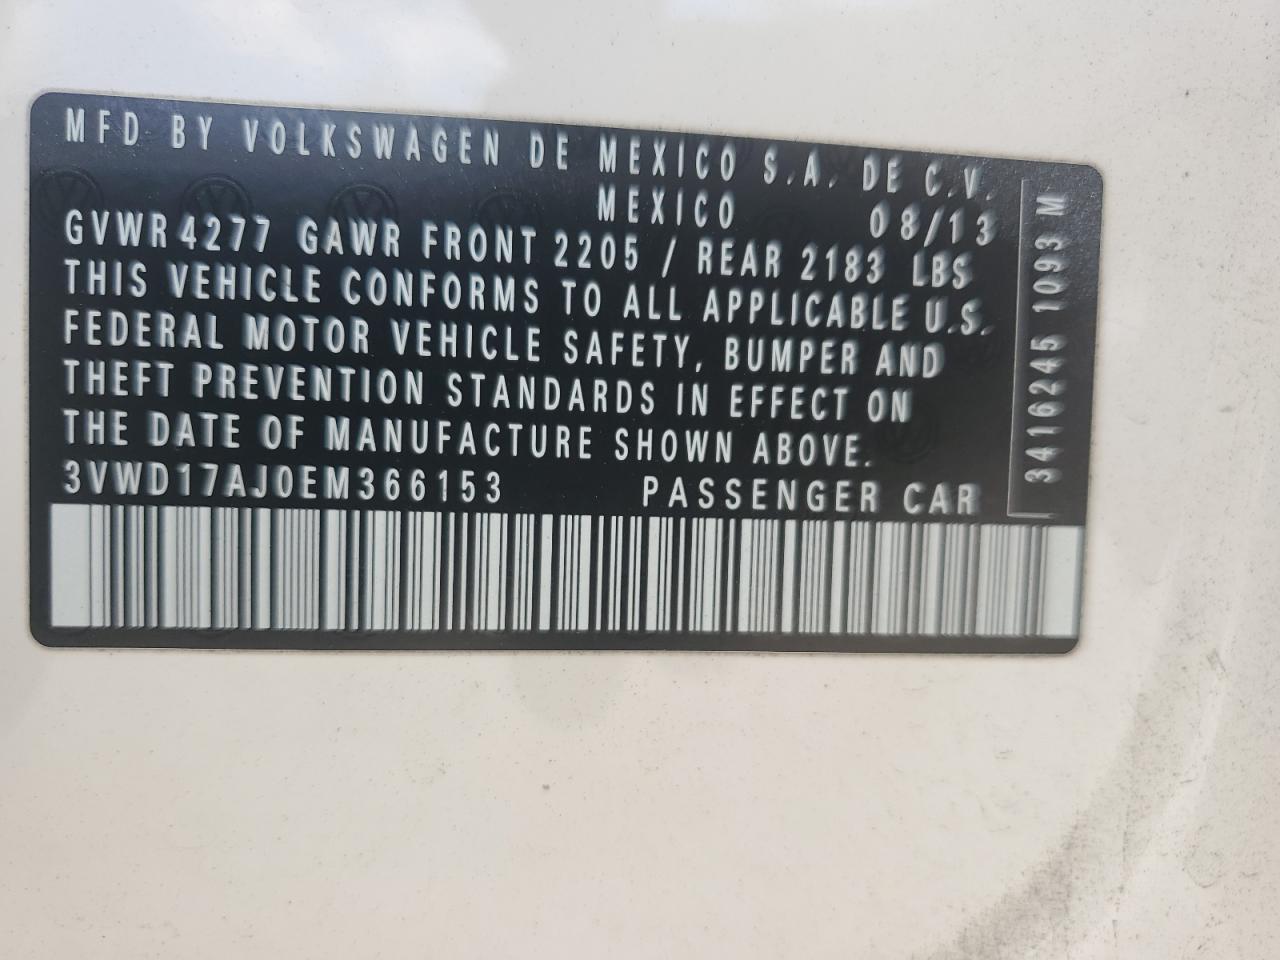 MFD BY VOLKSWAGEN DE MEXICO S.A. DE C.V.
MEXICO 08/13
GVWR 4277 GAWR FRONT 2205 / REAR 2183 LBS
THIS VEHICLE CONFORMS TO ALL APPLICABLE U.S.
FEDERAL MOTOR VEHICLE SAFETY, BUMPER AND
THEFT PREVENTION STANDARDS IN EFFECT ON
THE DATE OF MANUFACTURE SHOWN ABOVE.
3VWD17AJ0EM366153 PASSENGER CAR
3416245 1093 M